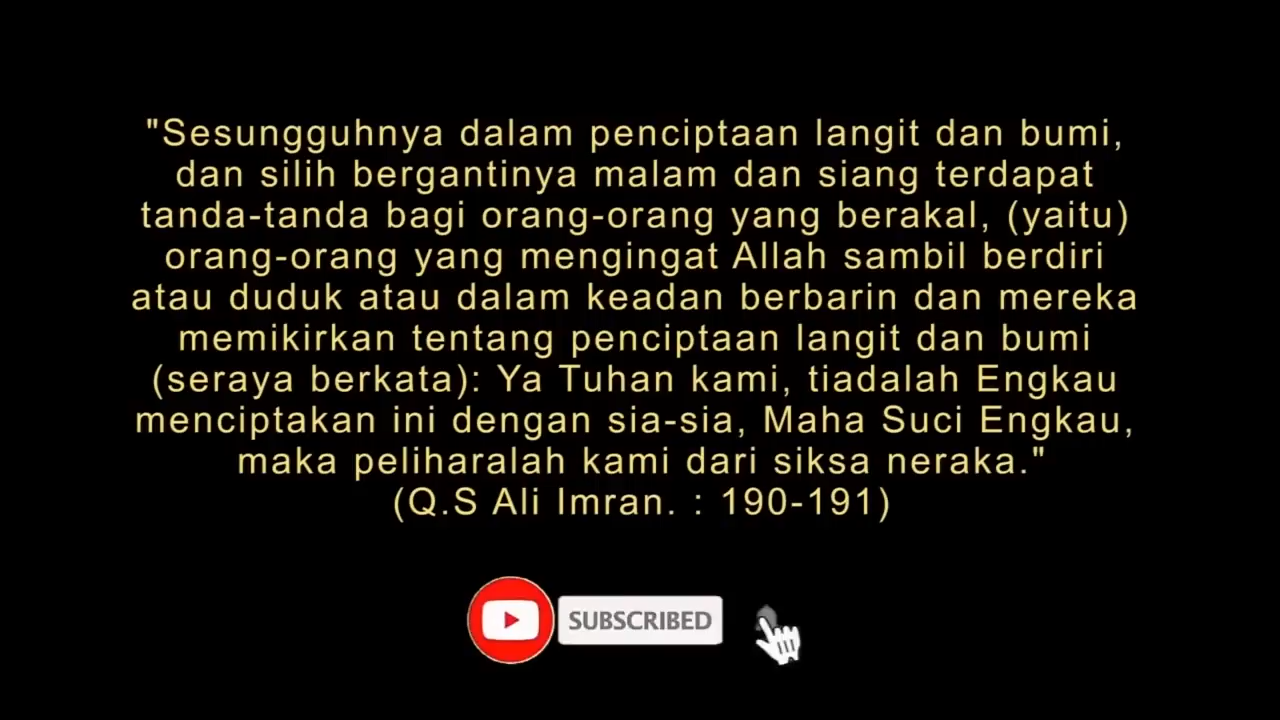 "Sesungguhnya dalam penciptaan langit dan bumi,
dan silih bergantinya malam dan siang terdapat
tanda-tanda bagi orang-orang yang berakal, (yaitu)
orang-orang yang mengingat Allah sambil berdiri
atau duduk atau dalam keadan berbarin dan mereka
memikirkan tentang penciptaan langit dan bumi
(seraya berkata): Ya Tuhan kami, tiadalah Engkau
menciptakan ini dengan sia-sia, Maha Suci Engkau,
maka peliharalah kami dari siksa neraka."
(Q.S Ali Imran. : 190-191)
SUBSCRIBED